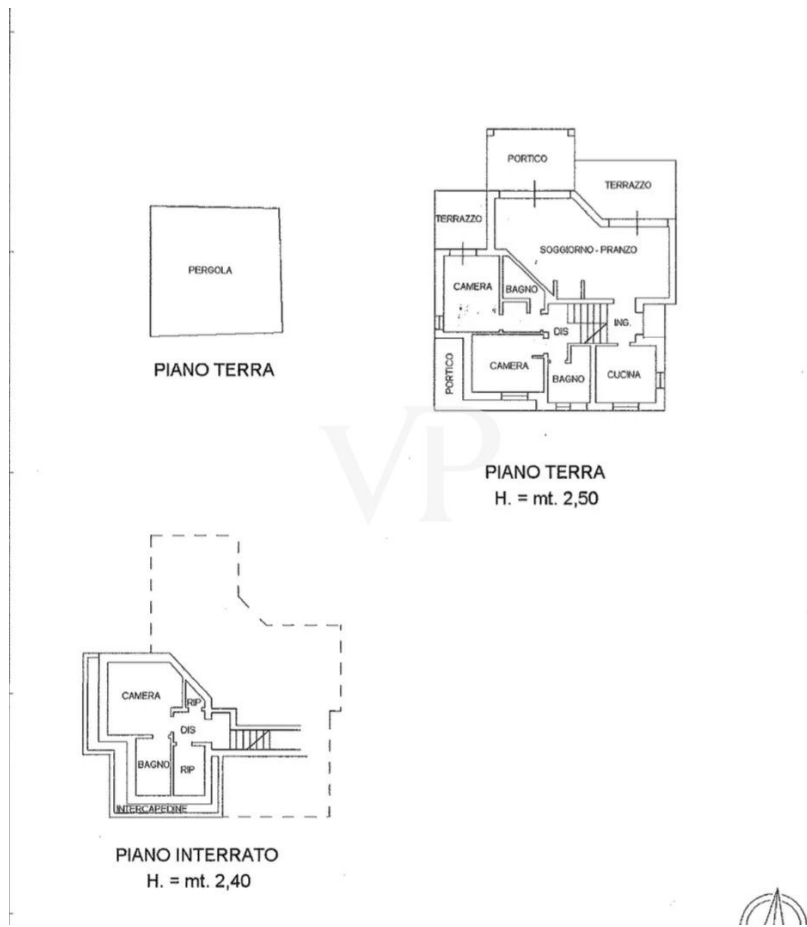 PORTICO
TERRAZZO
TERRAZZO
SOGGIORNO - PRANZO
CAMERA
BAGNO
DIS
ING.
PORTICO
CAMERA
BAGNO
CUCINA
PIANO TERRA
H. = mt. 2,50
PERGOLA
PIANO TERRA
VP
CAMERA
RIP
DIS
BAGNO
RIP
INTERCAPEDINE
PIANO INTERRATO
H. = mt. 2,40